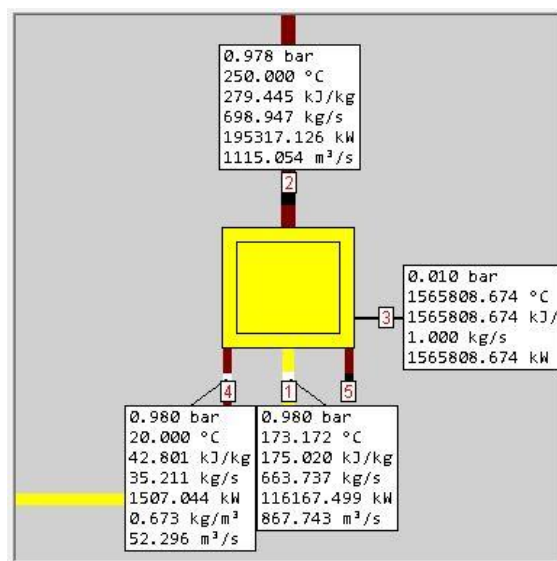 0.978 bar
250.000 °C
279.445 kJ/kg
698.947 kg/s
195317.126 kW
1115.054 m³/s
2
0.010 bar
1565808.674 °C
1565808.674 kJ/
1.000 kg/s
1565808.674 kW
3
4
1
5
0.980 bar
20.000 °C
42.801 kJ/kg
35.211 kg/s
1507.044 kW
0.673 kg/m³
52.296 m³/s
0.980 bar
173.172 °C
175.020 kJ/kg
663.737 kg/s
116167.499 kW
867.743 m³/s